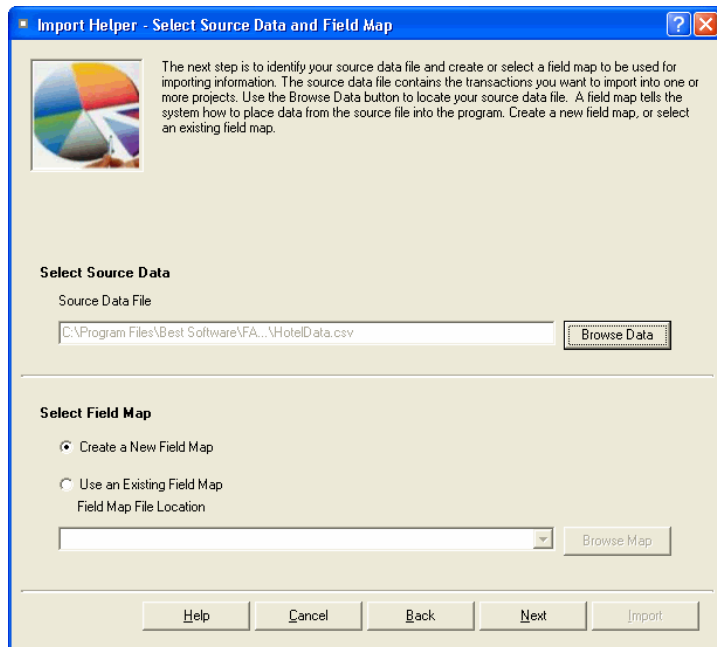 Import Helper - Select Source Data and Field Map
The next step is to identify your source data file and create or select a field map to be used for
importing information. The source data file contains the transactions you want to import into one or
more projects. Use the Browse Data button to locate your source data file. A field map tells the
system how to place data from the source file into the program. Create a new field map, or select
an existing field map.
Select Source Data
Source Data File
C:\Program Files\Best Software\FA...\HotelData.csv
Browse Data
Select Field Map
Create a New Field Map
Use an Existing Field Map
Field Map File Location
Browse Map
Help Cancel Back Next Import